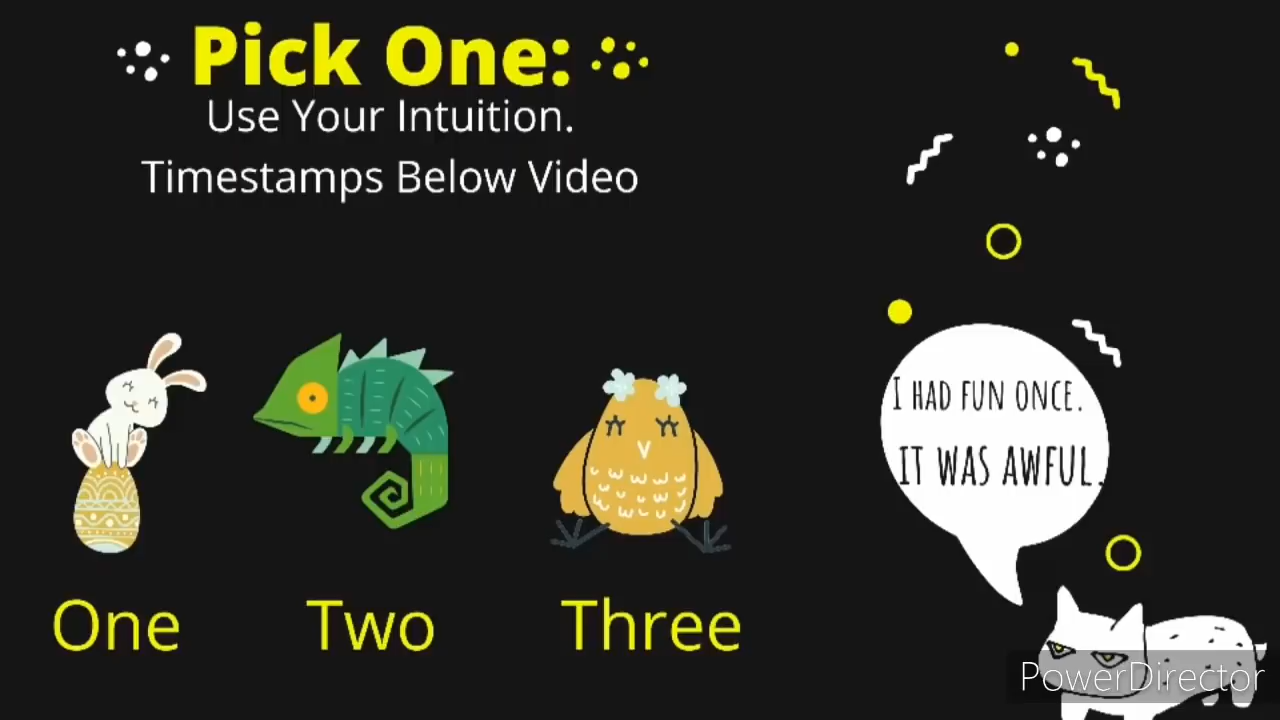 Pick One:
Use Your Intuition.
Timestamps Below Video
I HAD FUN ONCE.
IT WAS AWFUL.
One
Two
Three
PowerDirector